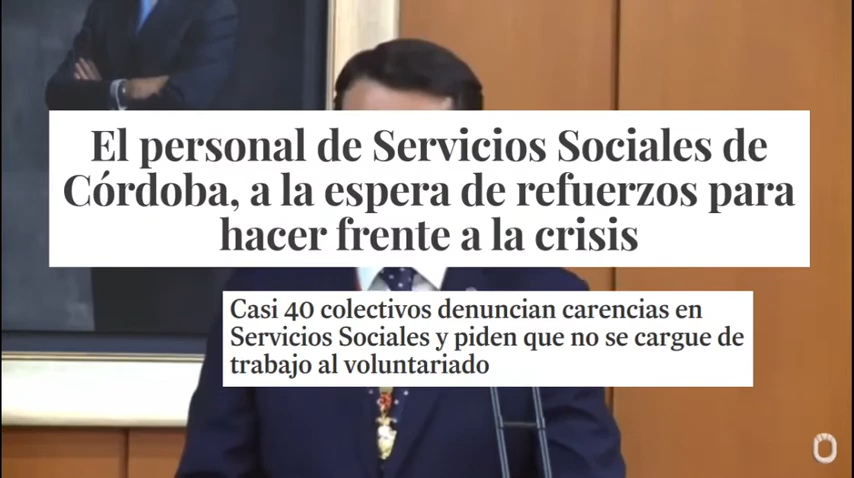 El personal de Servicios Sociales de
Córdoba, a la espera de refuerzos para
hacer frente a la crisis
Casi 40 colectivos denuncian carencias en
Servicios Sociales y piden que no se cargue de
trabajo al voluntariado